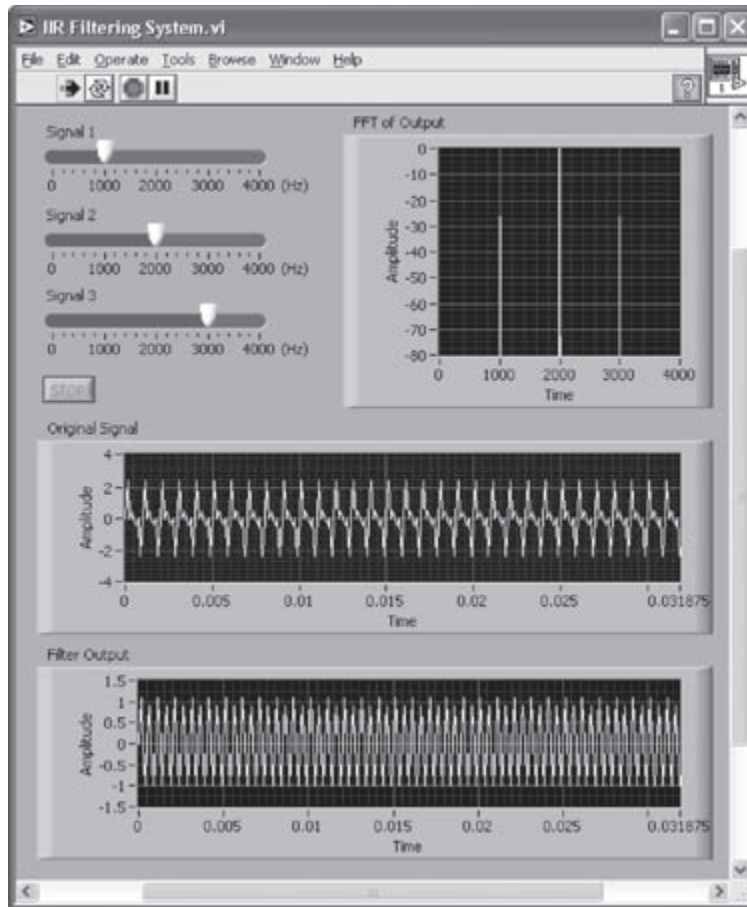 IIR Filtering System.vi
File Edit Operate Tools Browse Window Help
1
Signal 1
0 1000 2000 3000 4000 (Hz)
Signal 2
0 1000 2000 3000 4000 (Hz)
Signal 3
0 1000 2000 3000 4000 (Hz)
STOP
FFT of Output
Amplitude
0
-10
-20
-30
-40
-50
-60
-70
-80
0 1000 2000 3000 4000
Time
Original Signal
Amplitude
4
2
0
-2
-4
0 0.005 0.01 0.015 0.02 0.025 0.031875
Time
Filter Output
Amplitude
1.5
1
0.5
0
-0.5
-1
-1.5
0 0.005 0.01 0.015 0.02 0.025 0.031875
Time